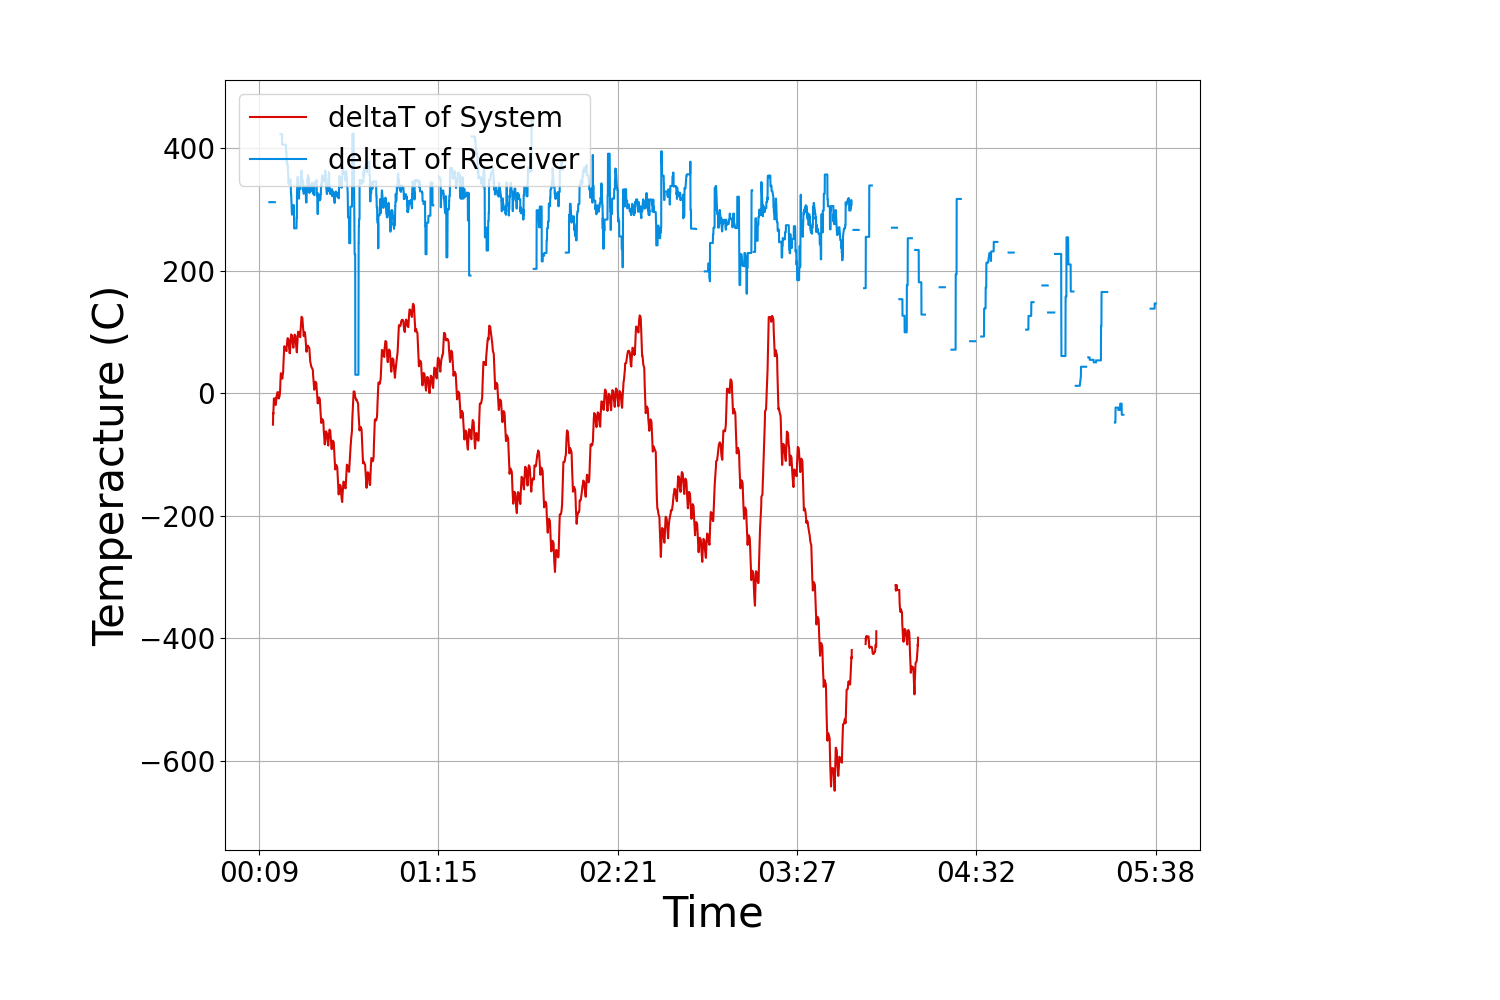 deltaT of System
deltaT of Receiver
Temperacture (C)
400
200
0
−200
−400
−600
00:09 01:15 02:21 03:27 04:32 05:38
Time